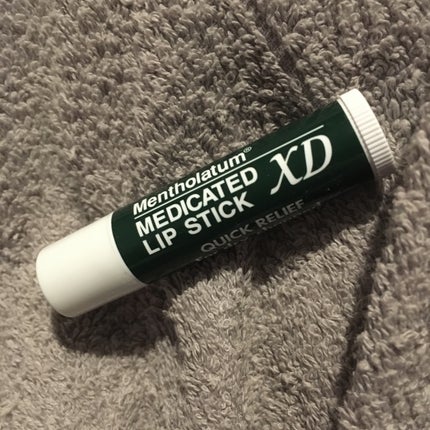 Mentholatum®
MEDICATED
LIP STICK
XD
QUICK RELIEF